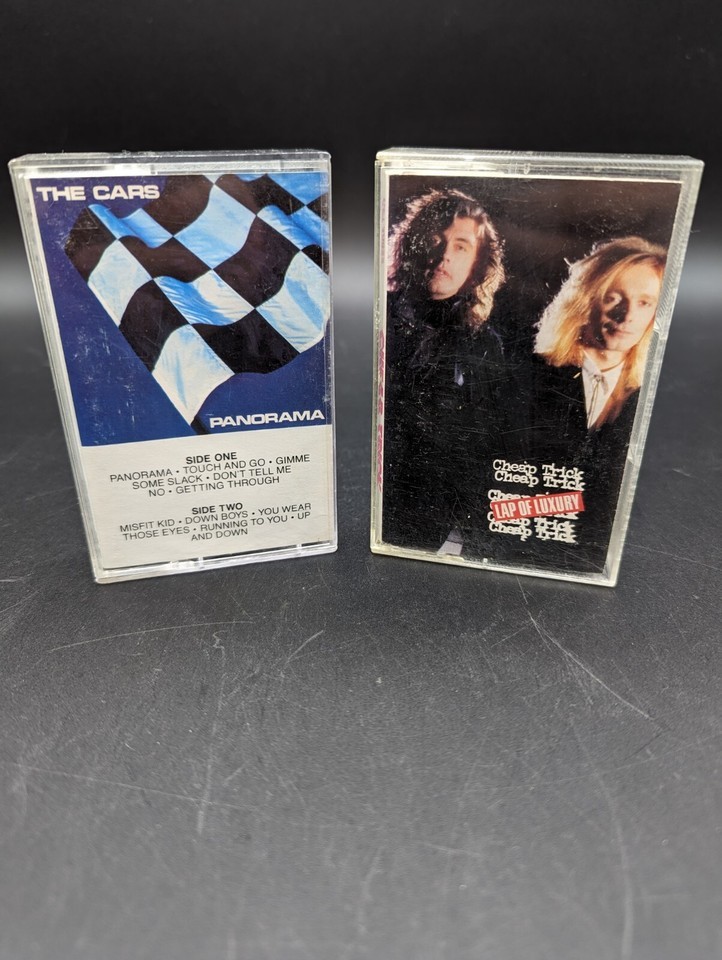 THE CARS
PANORAMA
SIDE ONE
PANORAMA • TOUCH AND GO • GIMME
SOME SLACK • DON'T TELL ME
NO • GETTING THROUGH
SIDE TWO
MISFIT KID • DOWN BOYS • YOU WEAR
THOSE EYES • RUNNING TO YOU • UP
AND DOWN
Cheap Trick
Cheap Trick
LAP OF LUXURY
Cheap Trick